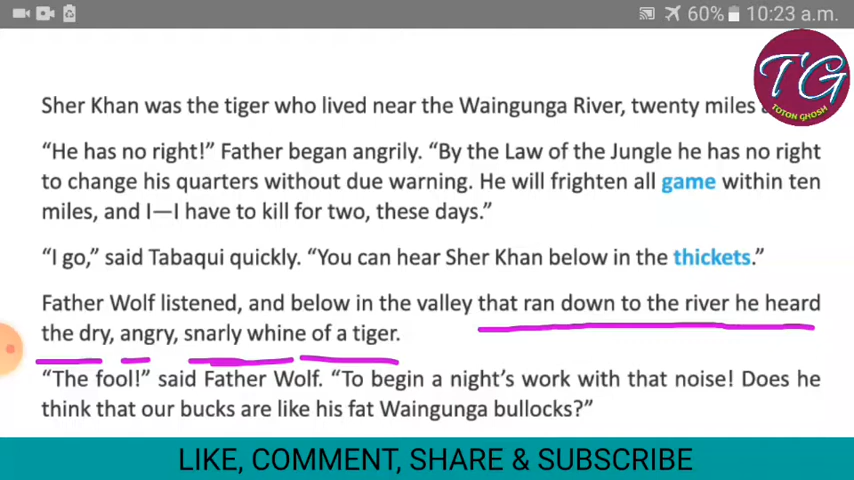 60% 10:23 a.m.
TG
TOTON GHOSH
Sher Khan was the tiger who lived near the Waingunga River, twenty miles
“He has no right!” Father began angrily. “By the Law of the Jungle he has no right
to change his quarters without due warning. He will frighten all game within ten
miles, and I—I have to kill for two, these days.”
“I go,” said Tabaqui quickly. “You can hear Sher Khan below in the thickets.”
Father Wolf listened, and below in the valley that ran down to the river he heard
the dry, angry, snarly whine of a tiger.
“The fool!” said Father Wolf. “To begin a night’s work with that noise! Does he
think that our bucks are like his fat Waingunga bullocks?”
LIKE, COMMENT, SHARE & SUBSCRIBE